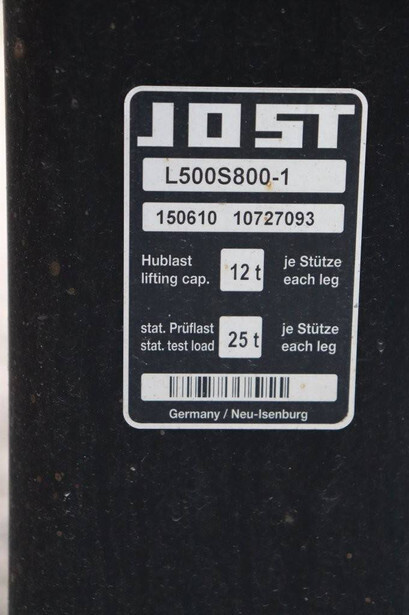 JOST
L500S800-1
150610 10727093
Hublast 12 t je Stütze
lifting cap. each leg
stat. Prüflast 25 t je Stütze
stat. test load each leg
Germany / Neu-Isenburg